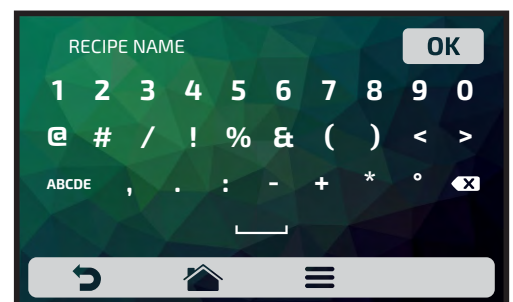 RECIPE NAME OK
1 2 3 4 5 6 7 8 9 0
@ # / ! % & ( ) < >
ABCDE , . : - + * °